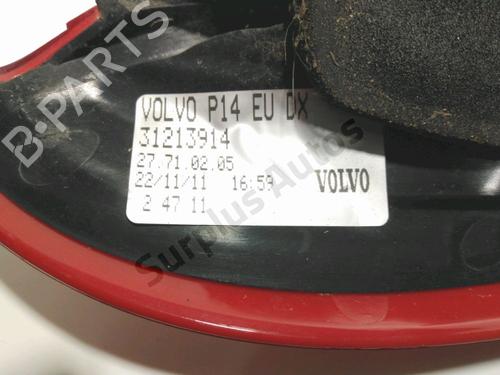 B-PARTS
VOLVO P14 EU DX
31213914
27.71.02.05
22/11/11 16:59 VOLVO
2 47 11
Surplus Autos